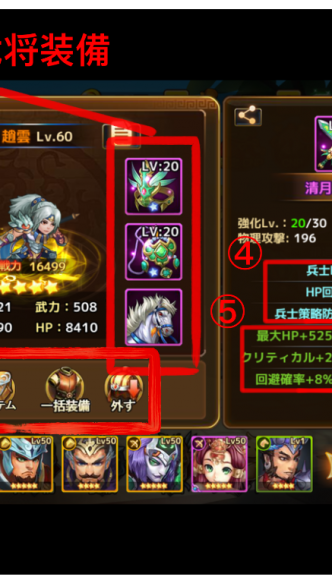 将装備
趙雲 Lv.60
LV:20
LV:20
戦力 16499
21 武力：508
90 HP：8410
テム 一括装備 外す
清月
強化Lv.：20/30
物理攻撃：196
④
兵士
HP回
兵士策略防
⑤
最大HP+525
クリティカル+2
回避確率+8%
Lv50 Lv50 Lv50 Lv50 Lv1